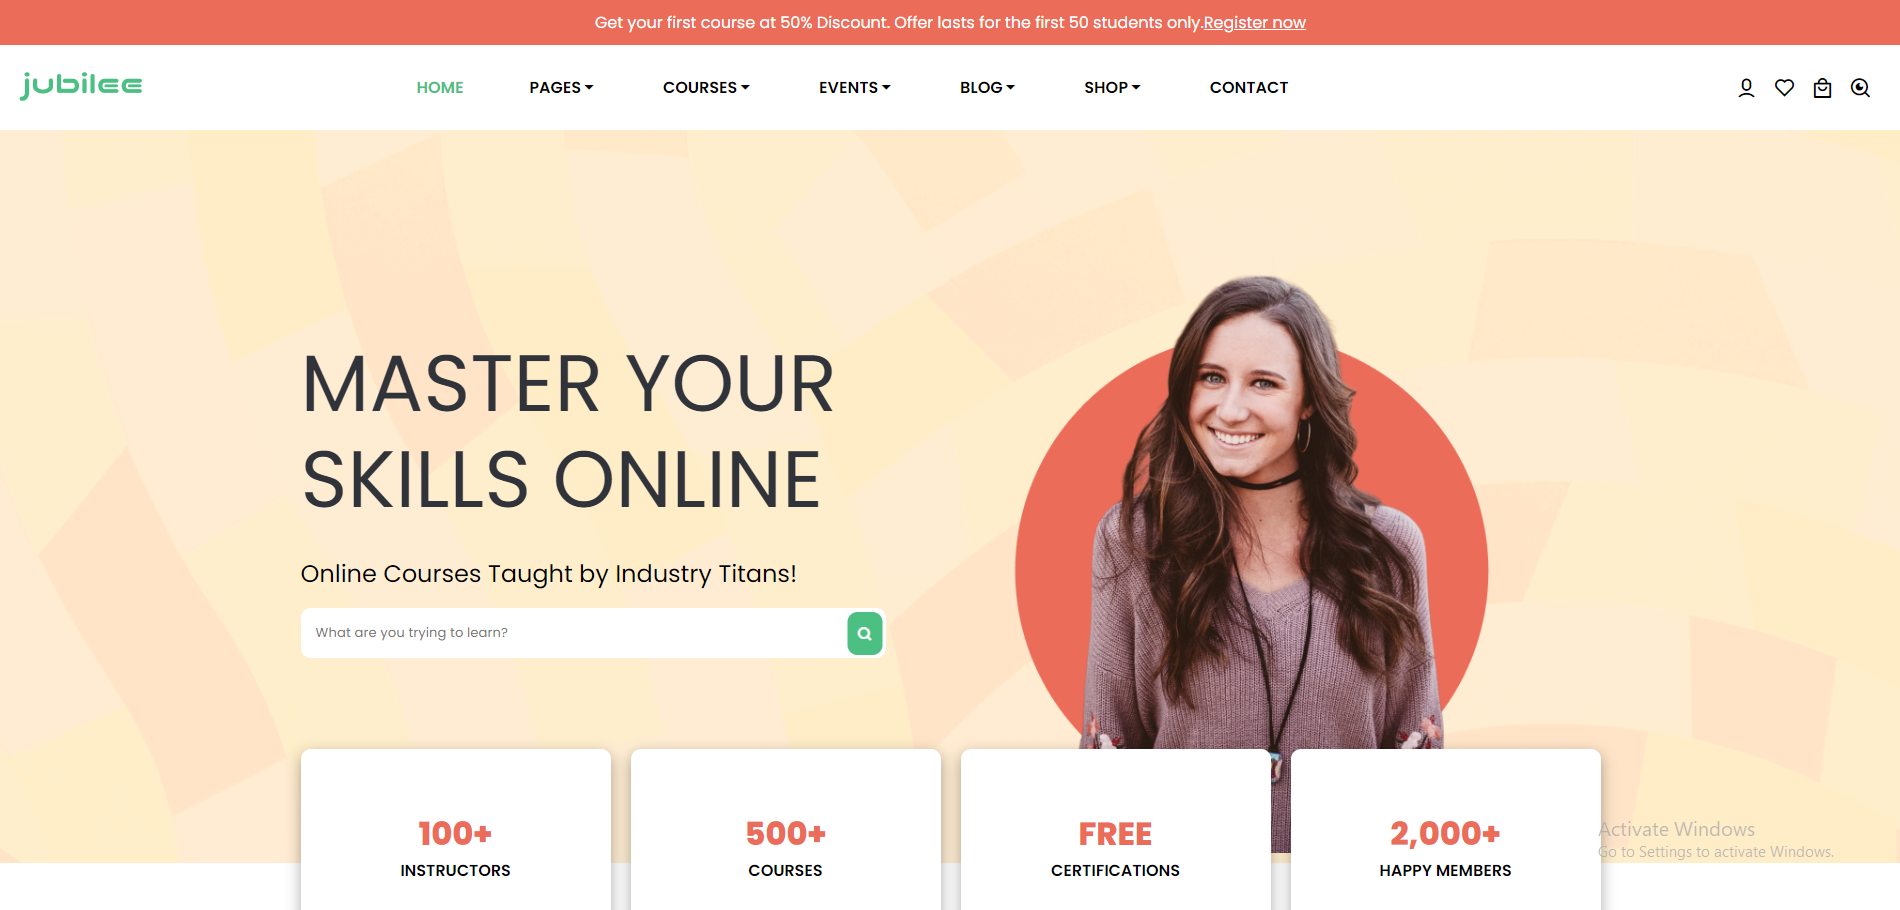 Get your first course at 50% Discount. Offer lasts for the first 50 students only.Register now
jubilee
HOME PAGES COURSES EVENTS BLOG SHOP CONTACT
MASTER YOUR
SKILLS ONLINE
Online Courses Taught by Industry Titans!
What are you trying to learn?
100+
INSTRUCTORS
500+
COURSES
FREE
CERTIFICATIONS
2,000+
HAPPY MEMBERS
Activate Windows
Go to Settings to activate Windows.